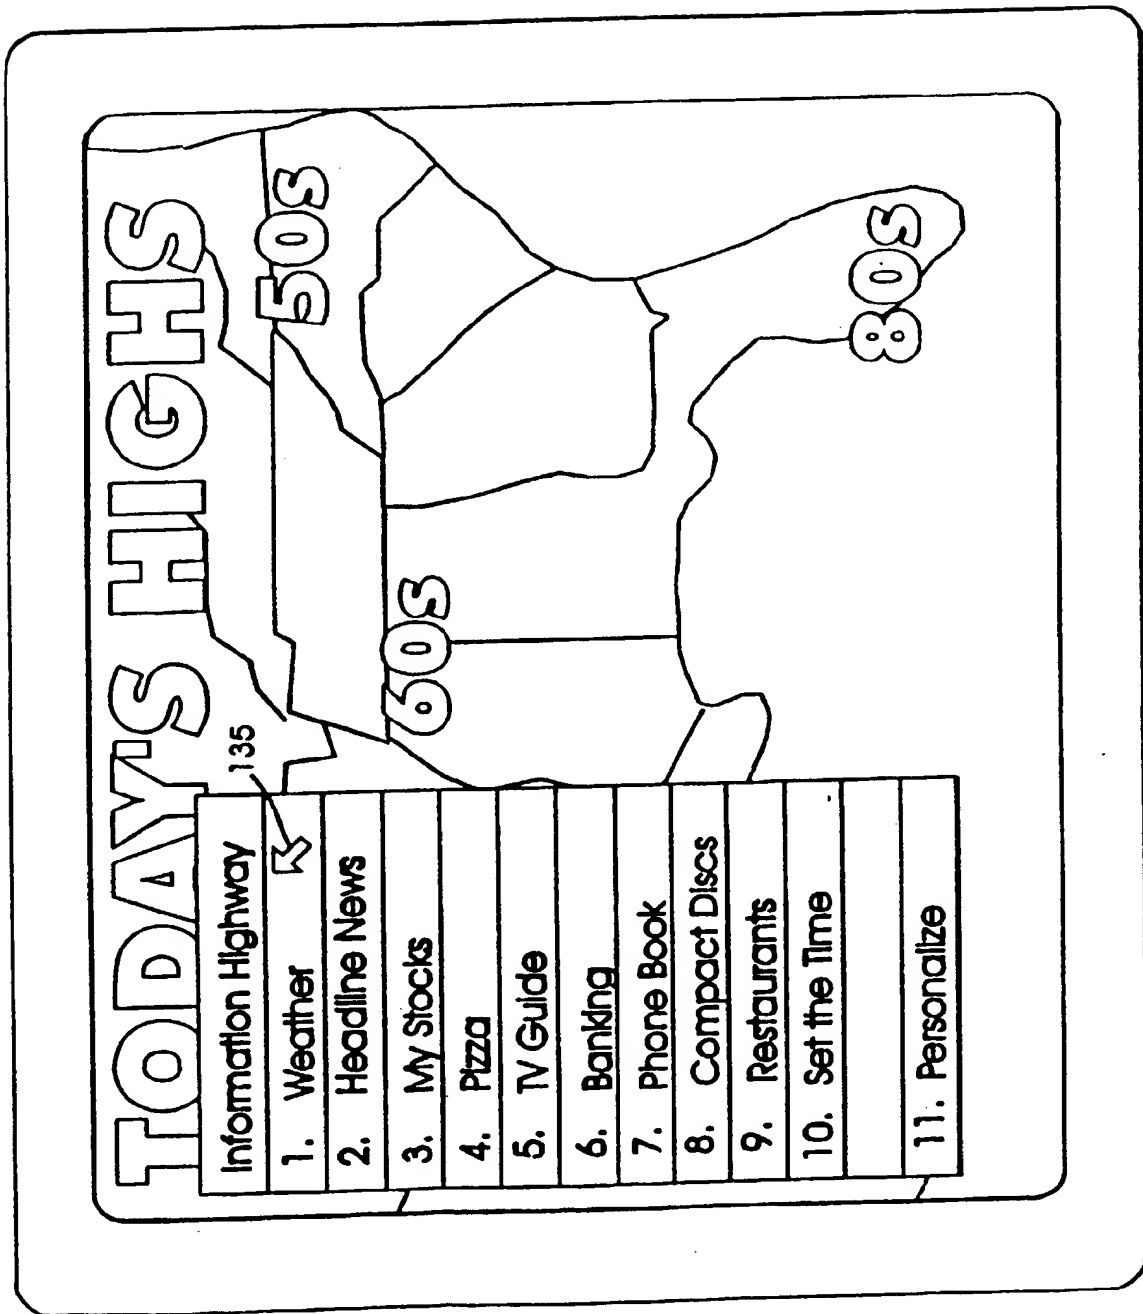 TODAY'S HIGHS
135
50s
60s
80s
Information Highway
1. Weather
2. Headline News
3. My Stocks
4. Pizza
5. TV Guide
6. Banking
7. Phone Book
8. Compact Discs
9. Restaurants
10. Set the Time
11. Personalize